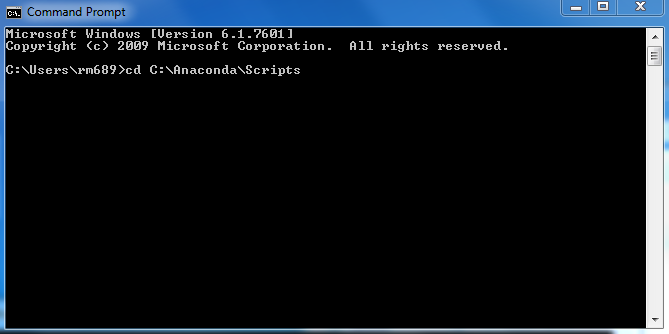 Command Prompt
Microsoft Windows [Version 6.1.7601]
Copyright (c) 2009 Microsoft Corporation.  All rights reserved.
C:\Users\rm689>cd C:\Anaconda\Scripts